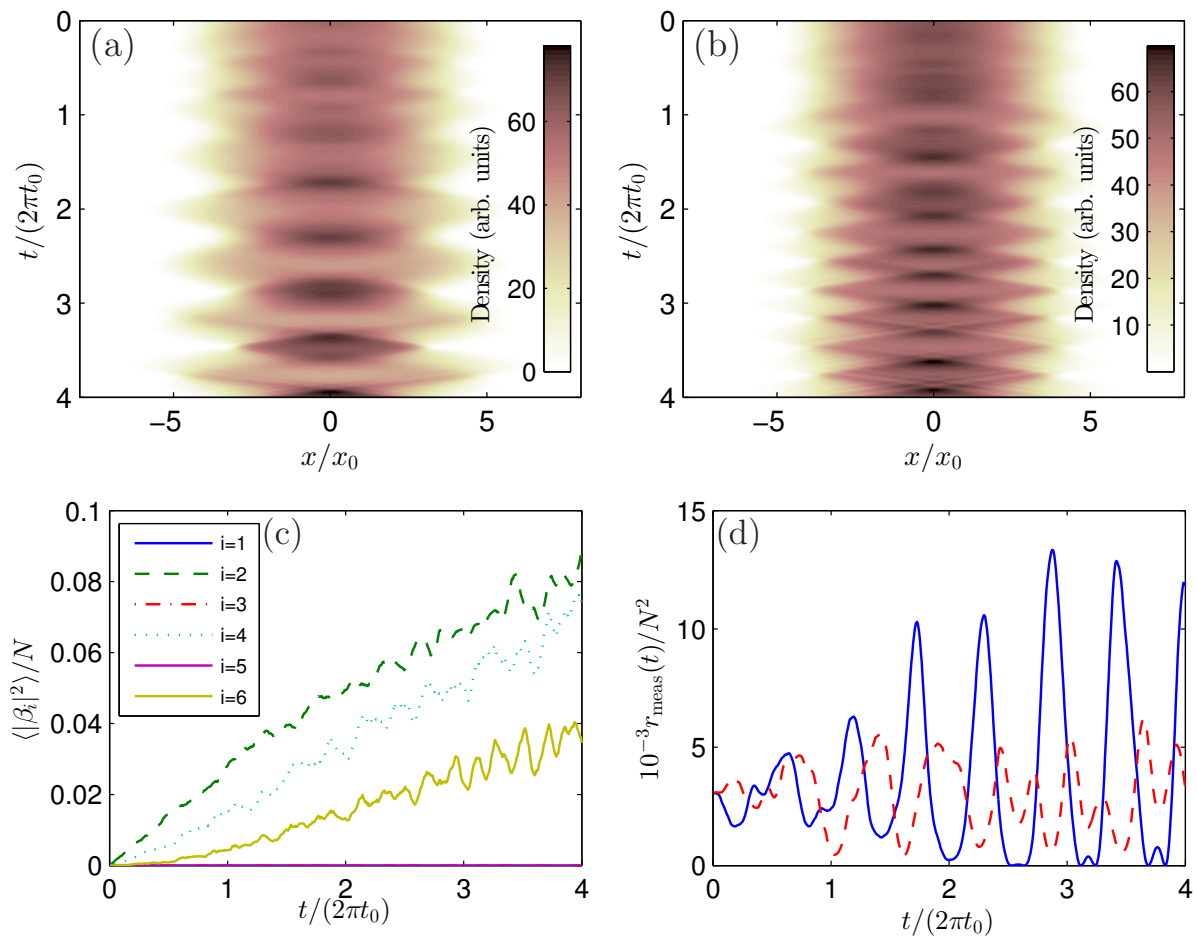 (a)
0
1
2
3
4
t/(2πt₀)
−5
0
5
x/x₀
60
40
20
0
Density (arb. units)
(b)
0
1
2
3
4
t/(2πt₀)
−5
0
5
x/x₀
60
50
40
30
20
10
Density (arb. units)
(c)
0.1
0.08
0.06
0.04
0.02
0
⟨|βᵢ|²⟩/N
i=1
i=2
i=3
i=4
i=5
i=6
0
1
2
3
4
t/(2πt₀)
(d)
15
10
5
0
10⁻³r_meas(t)/N²
0
1
2
3
4
t/(2πt₀)